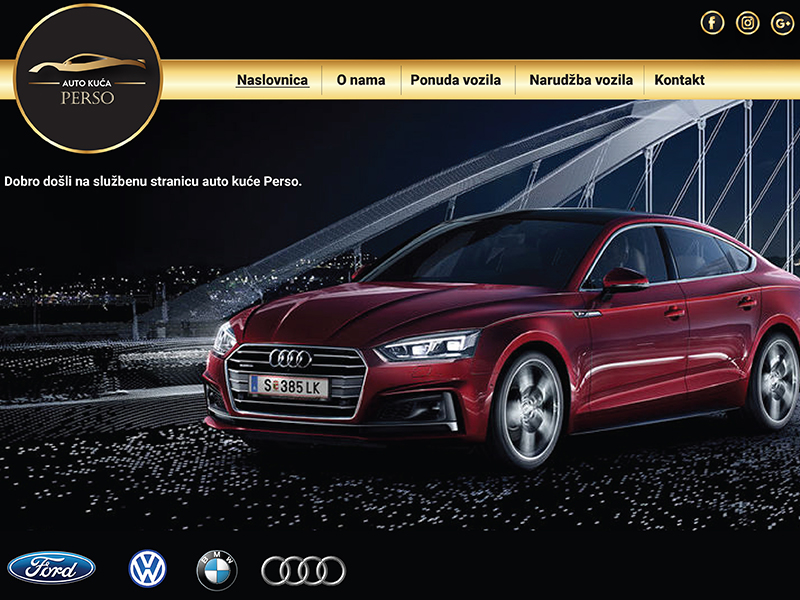 AUTO KUĆA
PERSO
Naslovnica
O nama
Ponuda vozila
Narudžba vozila
Kontakt
Dobro došli na službenu stranicu auto kuće Perso.
S 385 LK
Ford
BMW